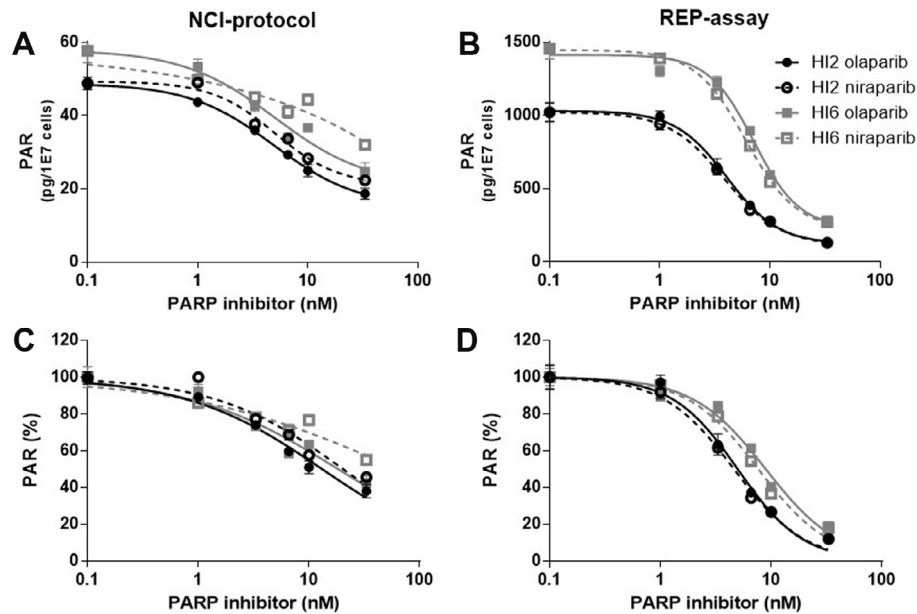 NCI-protocol
REP-assay
A
60
40
20
0
PAR
(pg/1E7 cells)
0.1 1 10 100
PARP inhibitor (nM)
B
1500
1000
500
0
PAR
(pg/1E7 cells)
0.1 1 10 100
PARP inhibitor (nM)
HI2 olaparib
HI2 niraparib
HI6 olaparib
HI6 niraparib
C
120
100
80
60
40
20
0
PAR (%)
0.1 1 10 100
PARP inhibitor (nM)
D
120
100
80
60
40
20
0
PAR (%)
0.1 1 10 100
PARP inhibitor (nM)